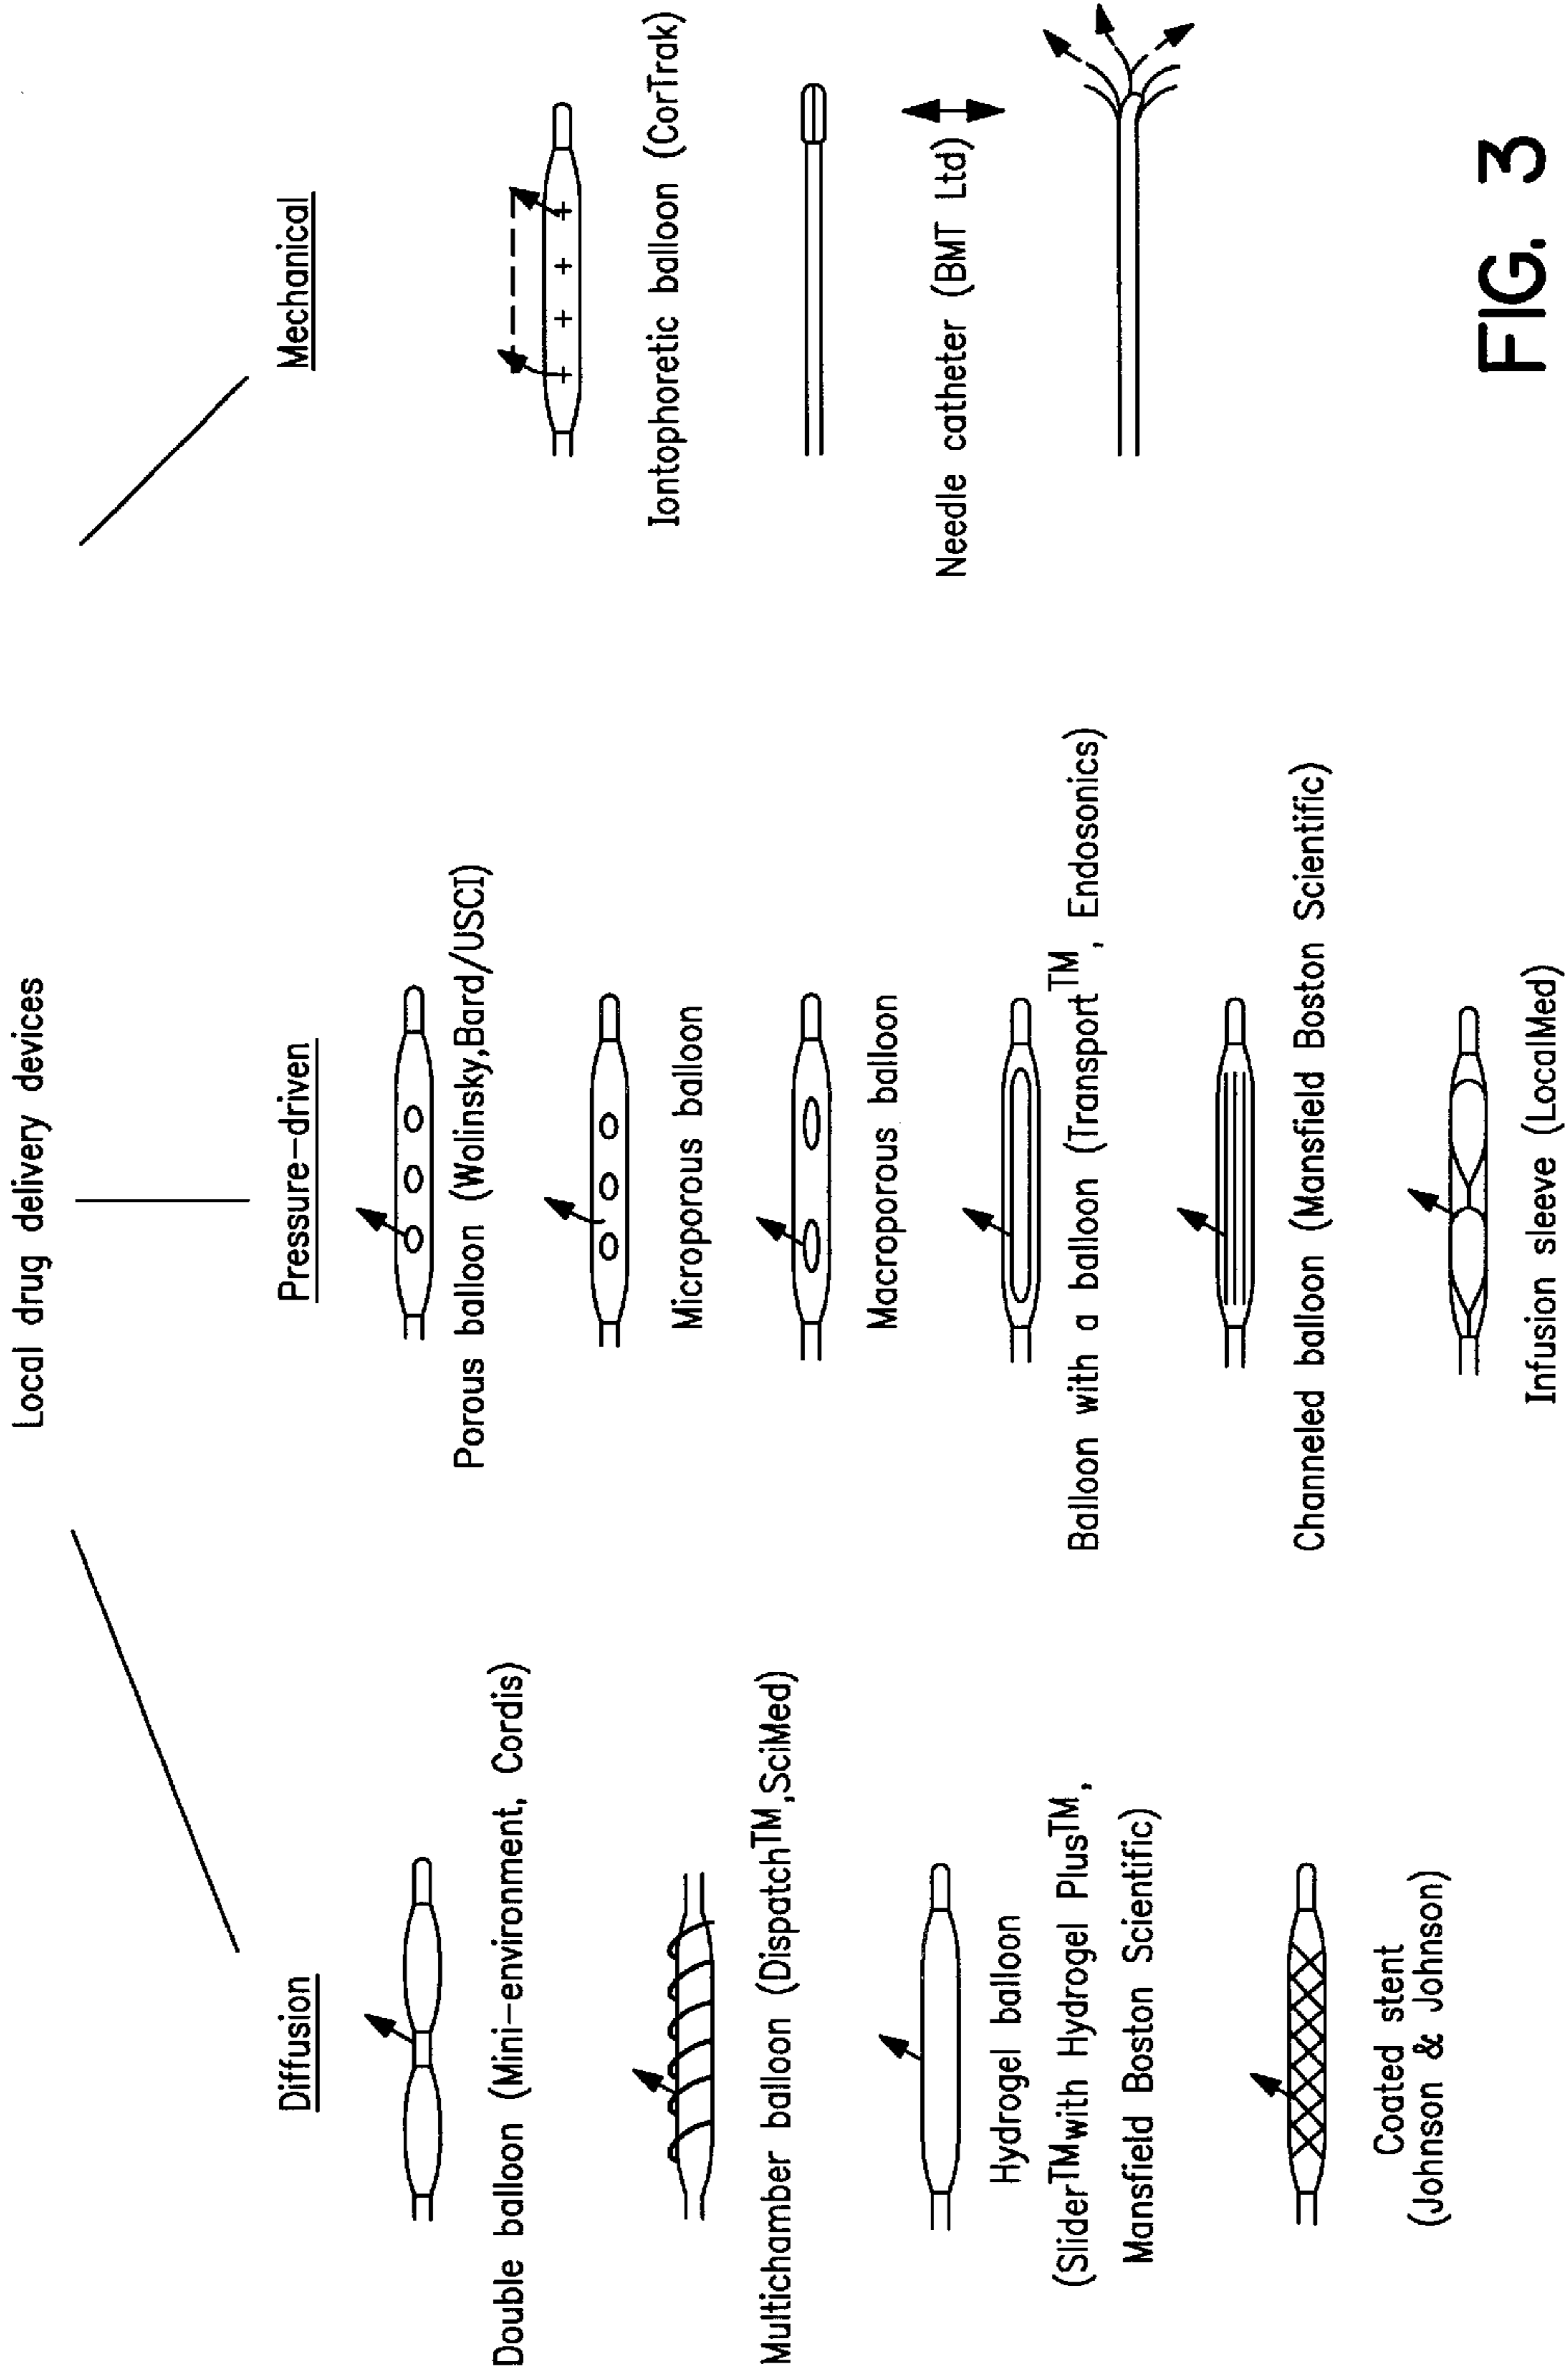 Local drug delivery devices
Diffusion
Double balloon (Mini-environment, Cordis)
Multichamber balloon (Dispatch™,SciMed)
Hydrogel balloon
(Slider™with Hydrogel Plus™,
Mansfield Boston Scientific)
Coated stent
(Johnson & Johnson)
Pressure-driven
Porous balloon (Wolinsky,Bard/USCI)
Microporous balloon
Macroporous balloon
Balloon with a balloon (Transport™, Endosonics)
Channeled balloon (Mansfield Boston Scientific)
Infusion sleeve (LocalMed)
Mechanical
+ + + +
Iontophoretic balloon (CorTrak)
Needle catheter (BMT Ltd)
FIG. 3